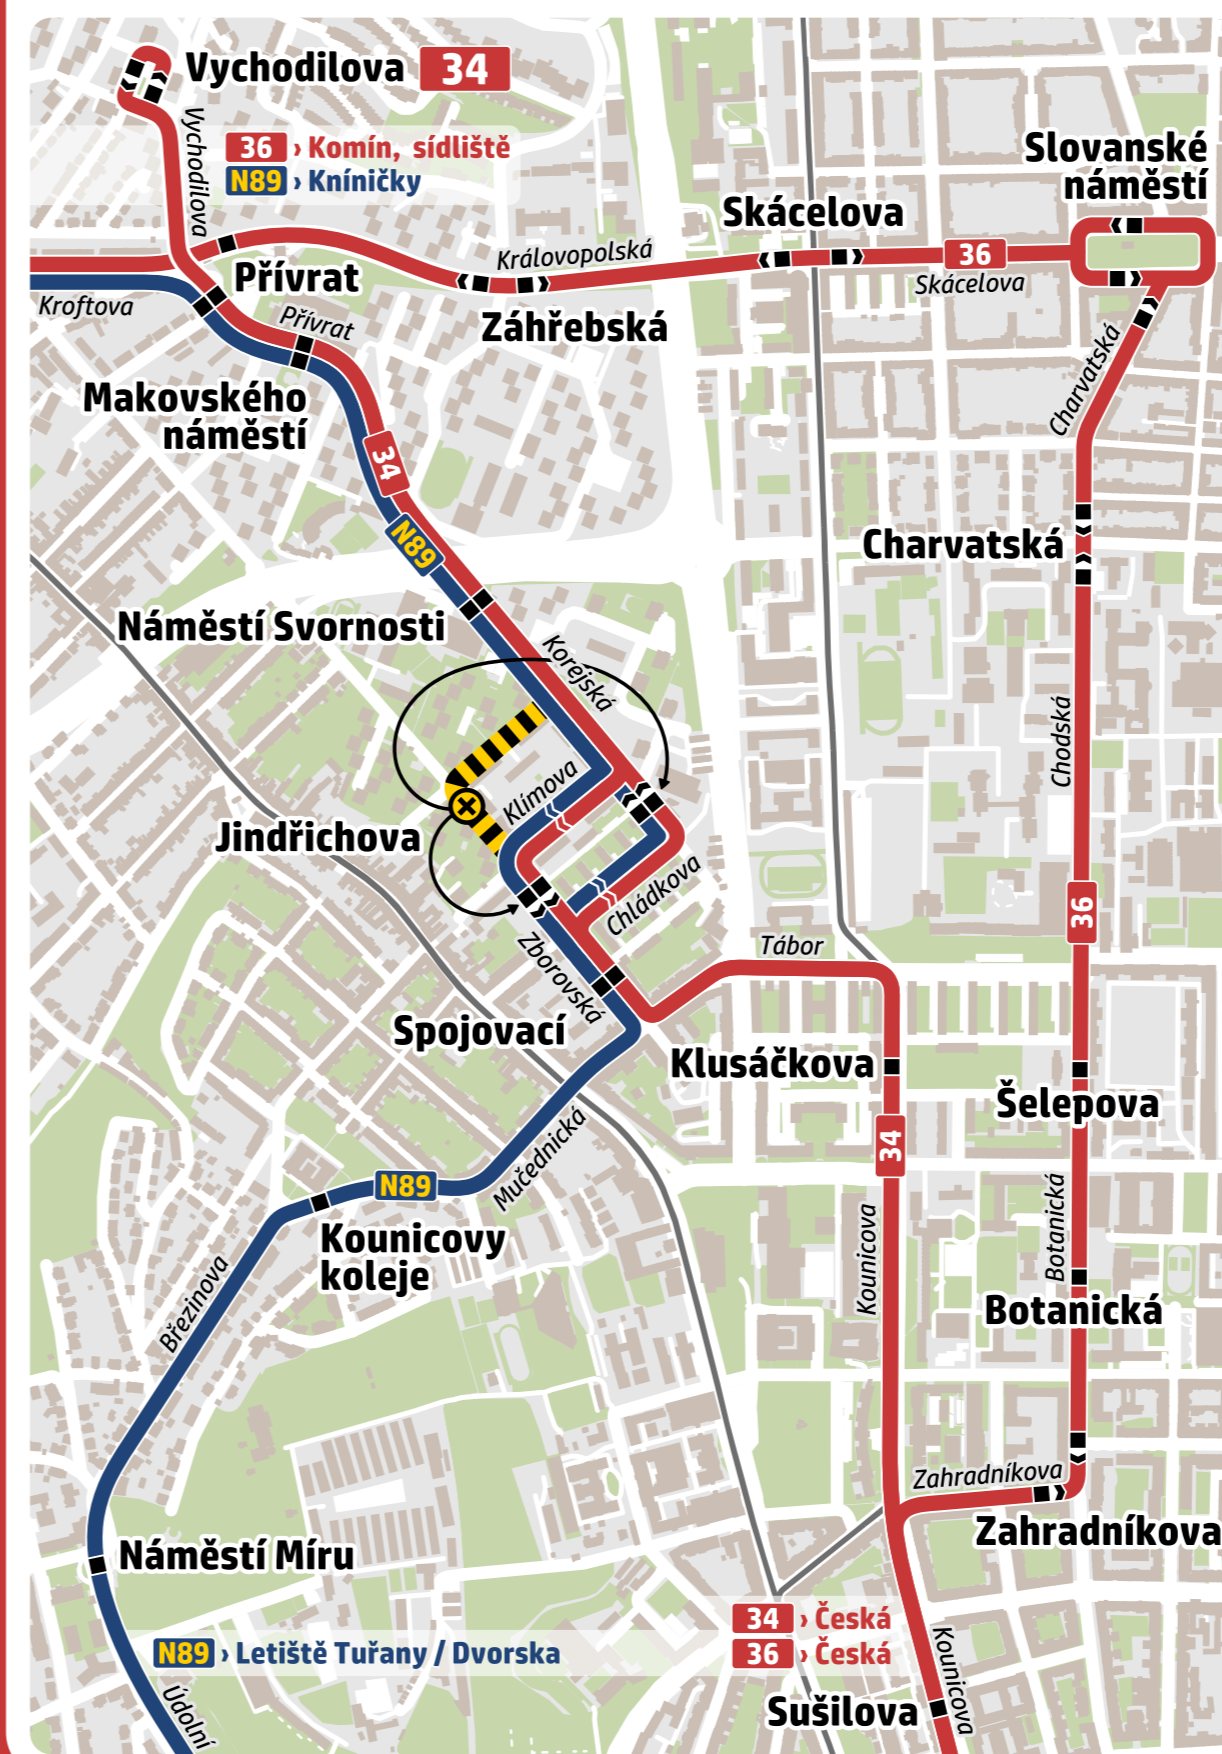 Vychodilova 34
Vychodilova
36 › Komín, sídliště
N89 › Kníničky
Slovanské
náměstí
Skácelova
Královopolská
36
Skácelova
Přívrat
Kroftova
Přívrat
Záhřebská
Charvatská
Makovského
náměstí
34
N89
Charvatská
Náměstí Svornosti
Korejská
Chodská
Klímova
Jindřichova
Chládkova
36
Zborovská
Tábor
Spojovací
Klusáčkova
Šelepova
Mučednická
34
N89
Kounicovy
koleje
Kounicova
Botanická
Březinova
Botanická
Zahradníkova
Zahradníkova
Náměstí Míru
34 › Česká
N89 › Letiště Tuřany / Dvorska
36 › Česká
Kounicova
Údolní
Sušilova